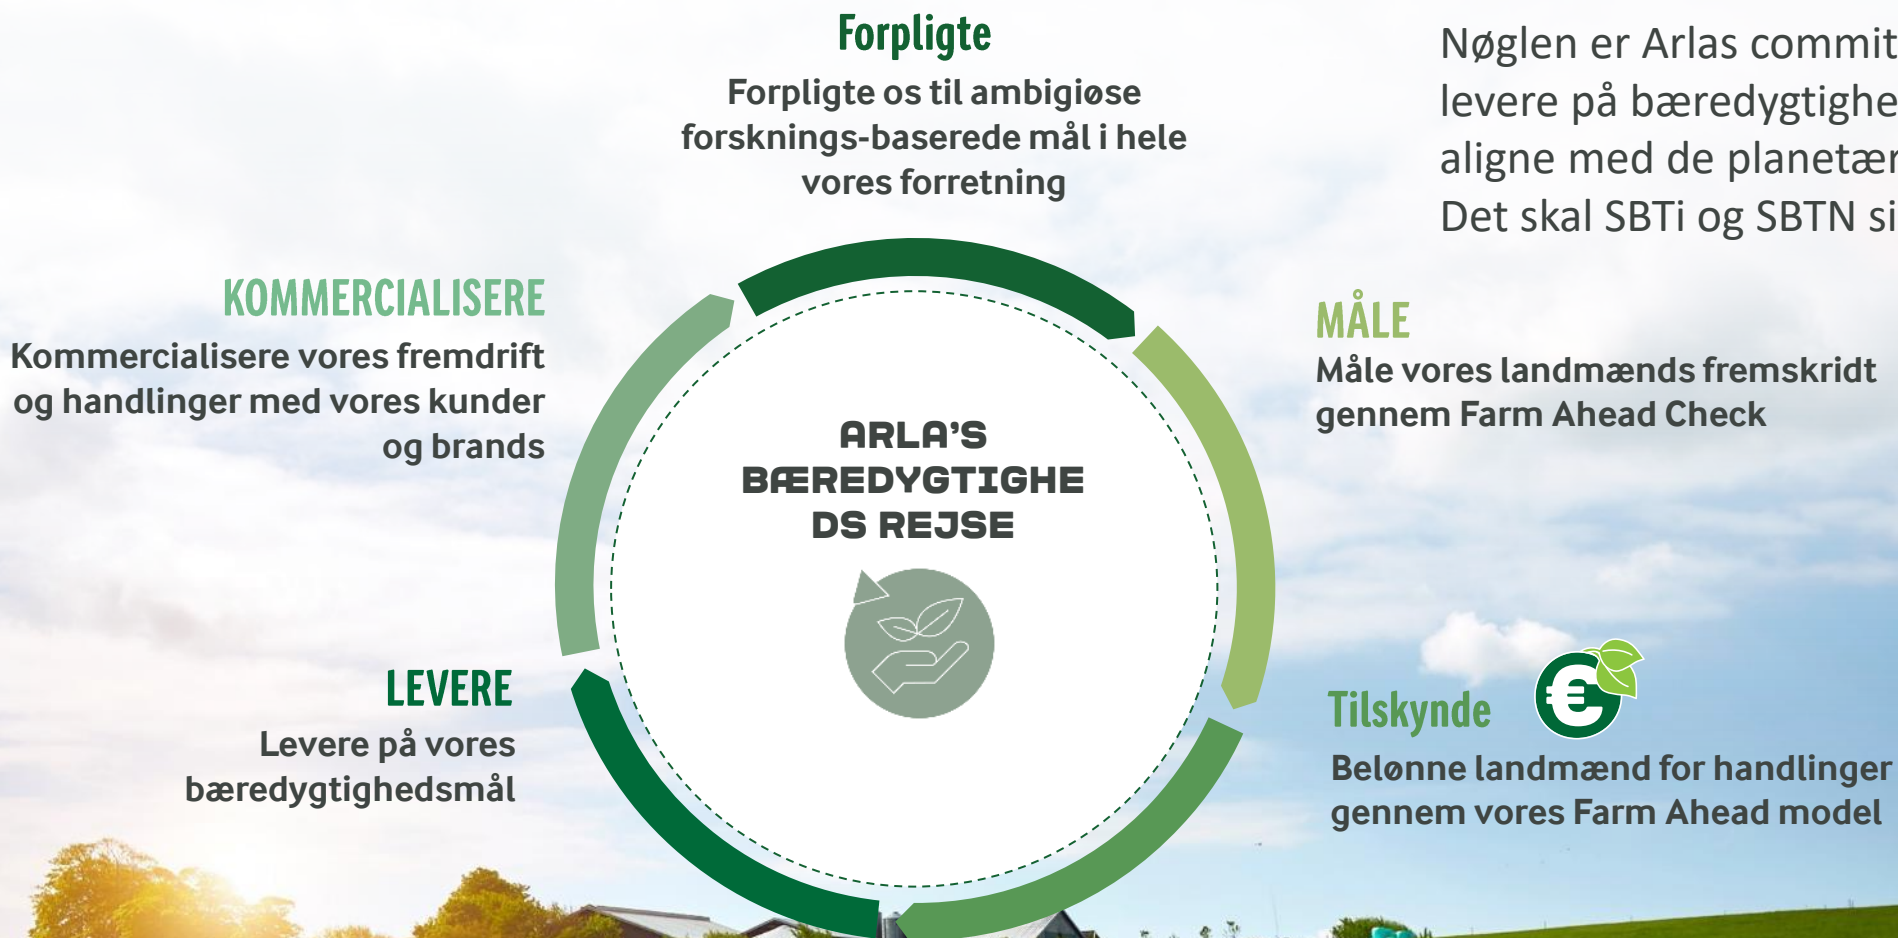 Forpligte
Forpligte os til ambigiøse
forsknings-baserede mål i hele
vores forretning
Nøglen er Arlas commit
levere på bæredygtighe
aligne med de planetær
Det skal SBTi og SBTN si
MÅLE
Måle vores landmænds fremskridt
gennem Farm Ahead Check
Tilskynde
€
Belønne landmænd for handlinger
gennem vores Farm Ahead model
LEVERE
Levere på vores
bæredygtighedsmål
KOMMERCIALISERE
Kommercialisere vores fremdrift
og handlinger med vores kunder
og brands
ARLA'S
BÆREDYGTIGHE
DS REJSE